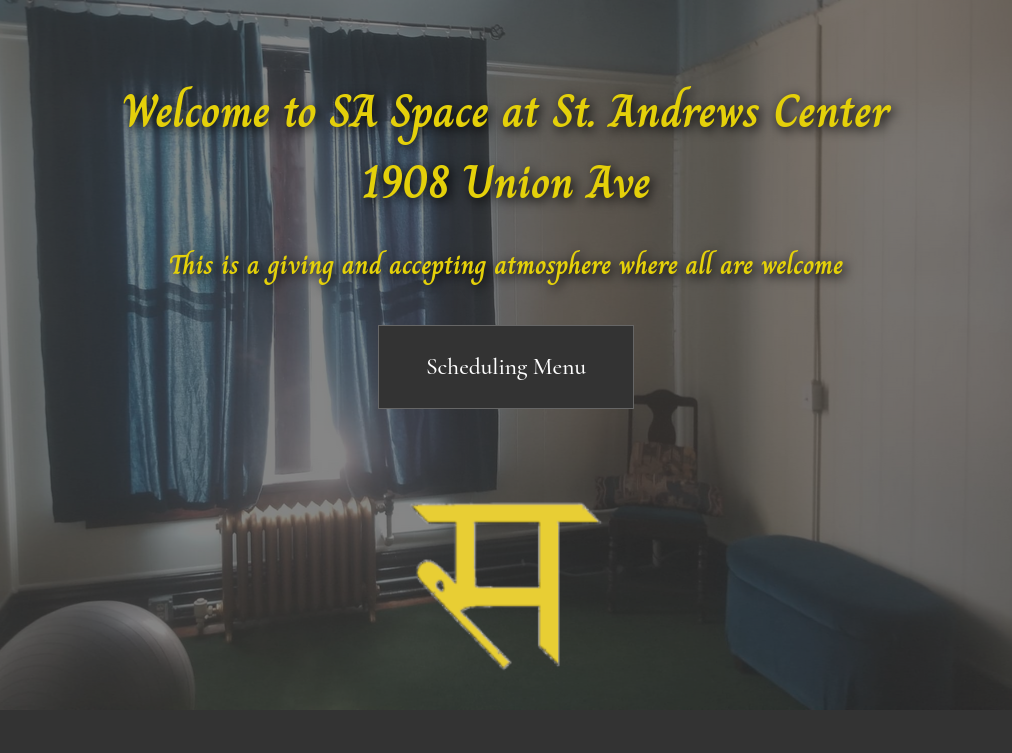 Welcome to SA Space at St. Andrews Center
1908 Union Ave
This is a giving and accepting atmosphere where all are welcome
Scheduling Menu
स